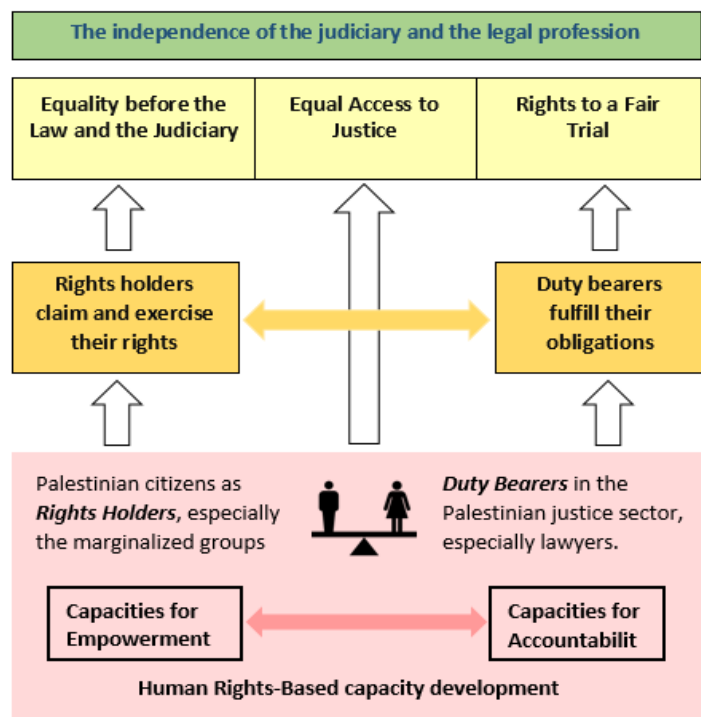 The independence of the judiciary and the legal profession
Equality before the
Law and the Judiciary
Equal Access to
Justice
Rights to a Fair
Trial
Rights holders
claim and exercise
their rights
Duty bearers
fulfill their
obligations
Palestinian citizens as
Rights Holders, especially
the marginalized groups
Duty Bearers in the
Palestinian justice sector,
especially lawyers.
Capacities for
Empowerment
Capacities for
Accountabilit
Human Rights-Based capacity development